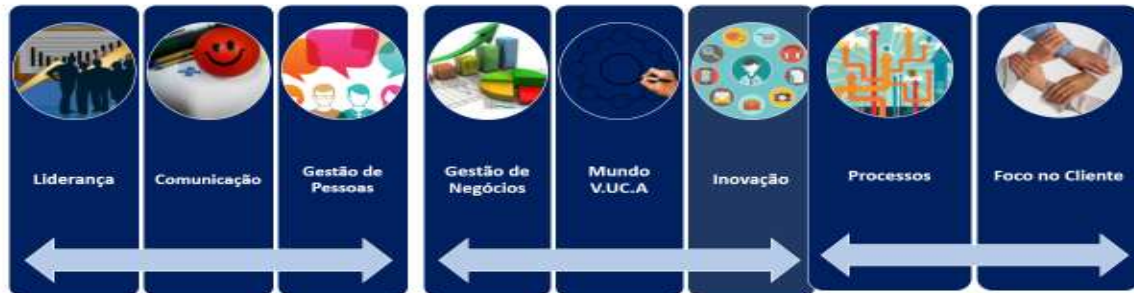 Liderança
Comunicação
Gestão de
Pessoas
Gestão de
Negócios
Mundo
V.UC.A
Inovação
Processos
Foco no Cliente